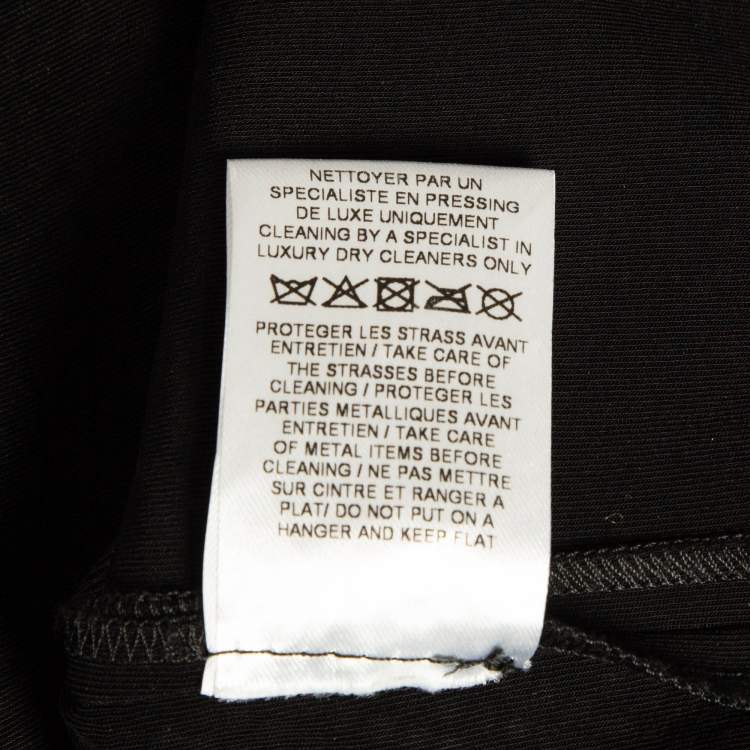 NETTOYER PAR UN
SPECIALISTE EN PRESSING
DE LUXE UNIQUEMENT
CLEANING BY A SPECIALIST IN
LUXURY DRY CLEANERS ONLY
PROTEGER LES STRASS AVANT
ENTRETIEN / TAKE CARE OF
THE STRASSES BEFORE
CLEANING / PROTEGER LES
PARTIES METALLIQUES AVANT
ENTRETIEN / TAKE CARE
OF METAL ITEMS BEFORE
CLEANING / NE PAS METTRE
SUR CINTRE ET RANGER A
PLAT/ DO NOT PUT ON A
HANGER AND KEEP FLAT